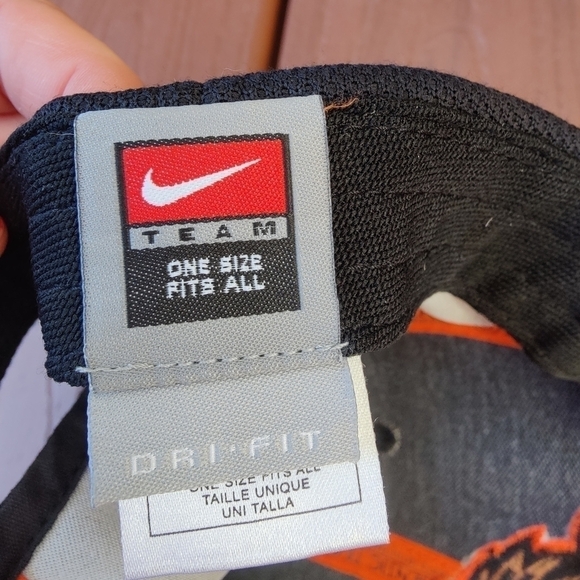 TEAM
ONE SIZE
FITS ALL
DRI-FIT
ONE SIZE FITS ALL
TAILLE UNIQUE
UNI TALLA